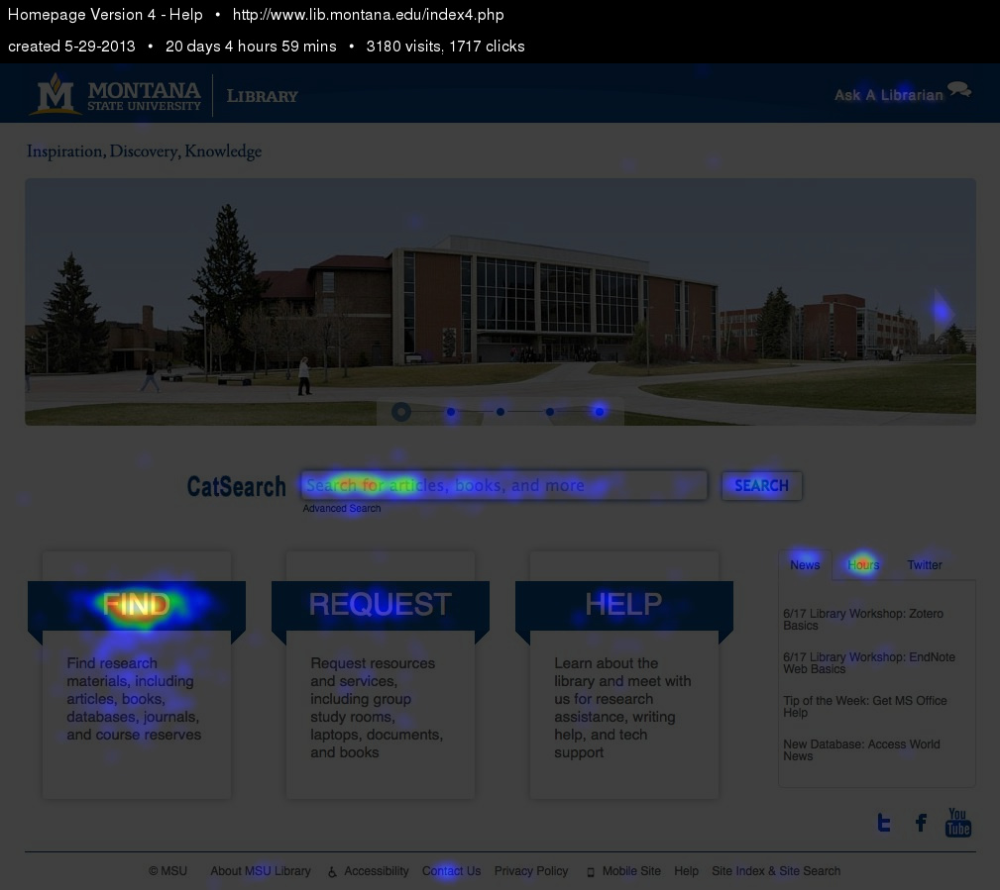 Homepage Version 4 - Help • http://www.lib.montana.edu/index4.php
created 5-29-2013 • 20 days 4 hours 59 mins • 3180 visits, 1717 clicks
M MONTANA STATE UNIVERSITY LIBRARY
Ask A Librarian
Inspiration, Discovery, Knowledge
CatSearch Search for articles, books, and more SEARCH
Advanced Search
FIND
Find research
materials, including
articles, books,
databases, journals,
and course reserves
REQUEST
Request resources
and services,
including group
study rooms,
laptops, documents,
and books
HELP
Learn about the
library and meet with
us for research
assistance, writing
help, and tech
support
News Hours Twitter
6/17 Library Workshop: Zotero
Basics
6/17 Library Workshop: EndNote
Web Basics
Tip of the Week: Get MS Office
Help
New Database: Access World
News
t f You Tube
© MSU About MSU Library Accessibility Contact Us Privacy Policy Mobile Site Help Site Index & Site Search